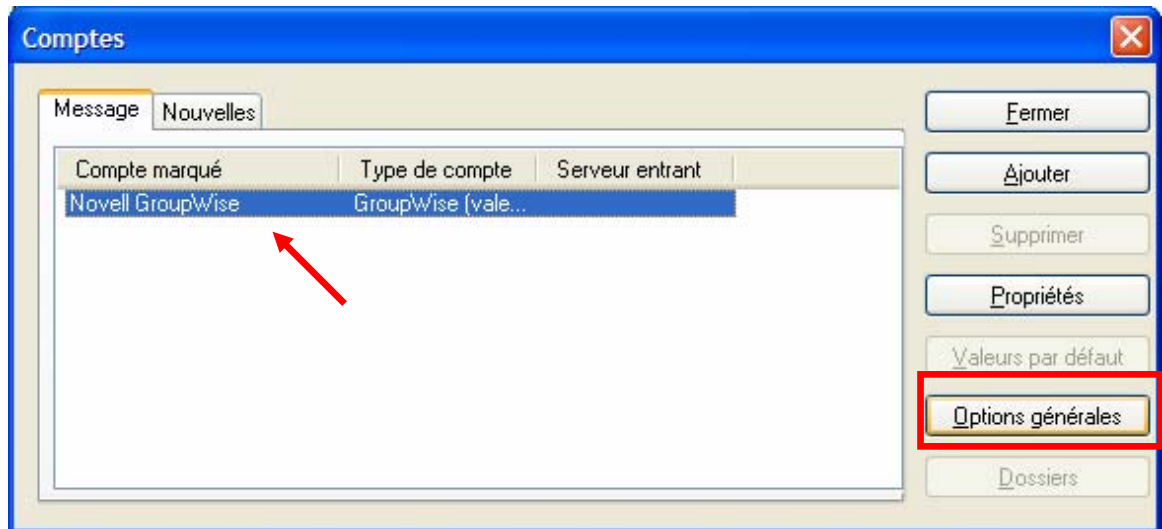 Comptes
Message Nouvelles
Compte marqué Type de compte Serveur entrant
Novell GroupWise GroupWise (vale...
Fermer
Ajouter
Supprimer
Propriétés
Valeurs par défaut
Options générales
Dossiers